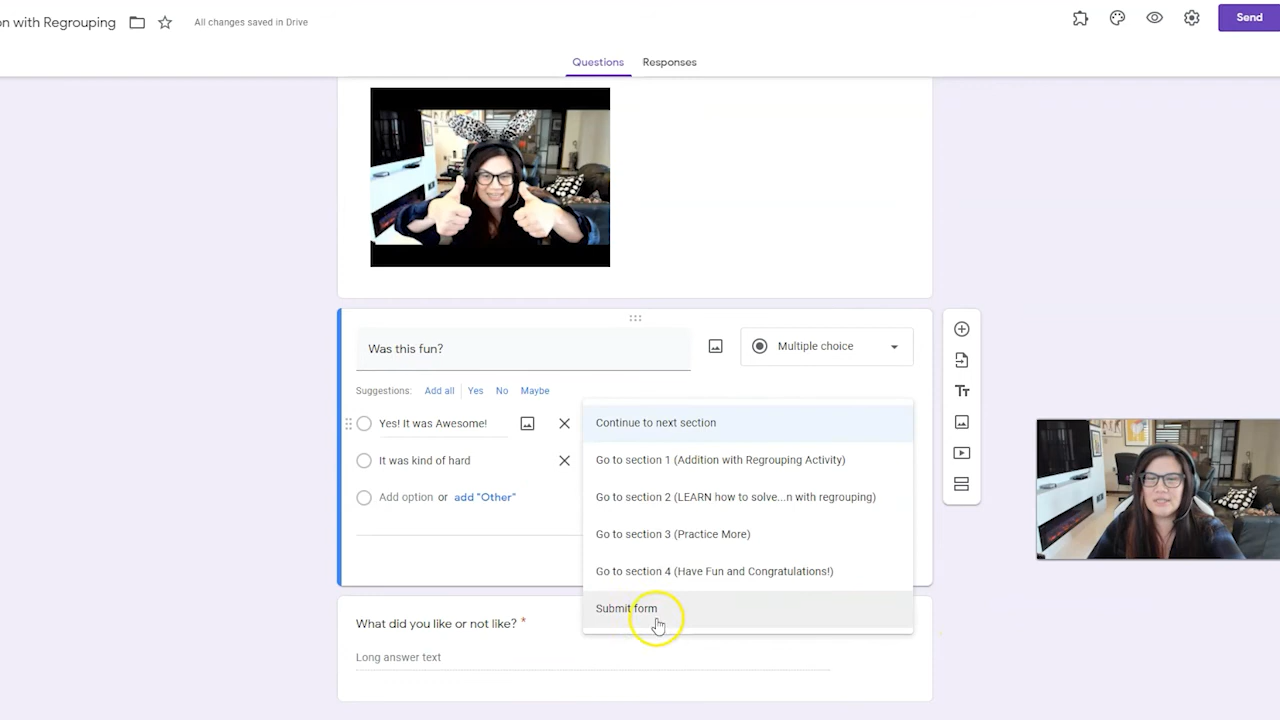 on with Regrouping
All changes saved in Drive
Send
Questions
Responses
Was this fun?
Multiple choice
Suggestions: Add all Yes No Maybe
Yes! It was Awesome!
It was kind of hard
Add option or add "Other"
Continue to next section
Go to section 1 (Addition with Regrouping Activity)
Go to section 2 (LEARN how to solve...n with regrouping)
Go to section 3 (Practice More)
Go to section 4 (Have Fun and Congratulations!)
Submit form
What did you like or not like? *
Long answer text